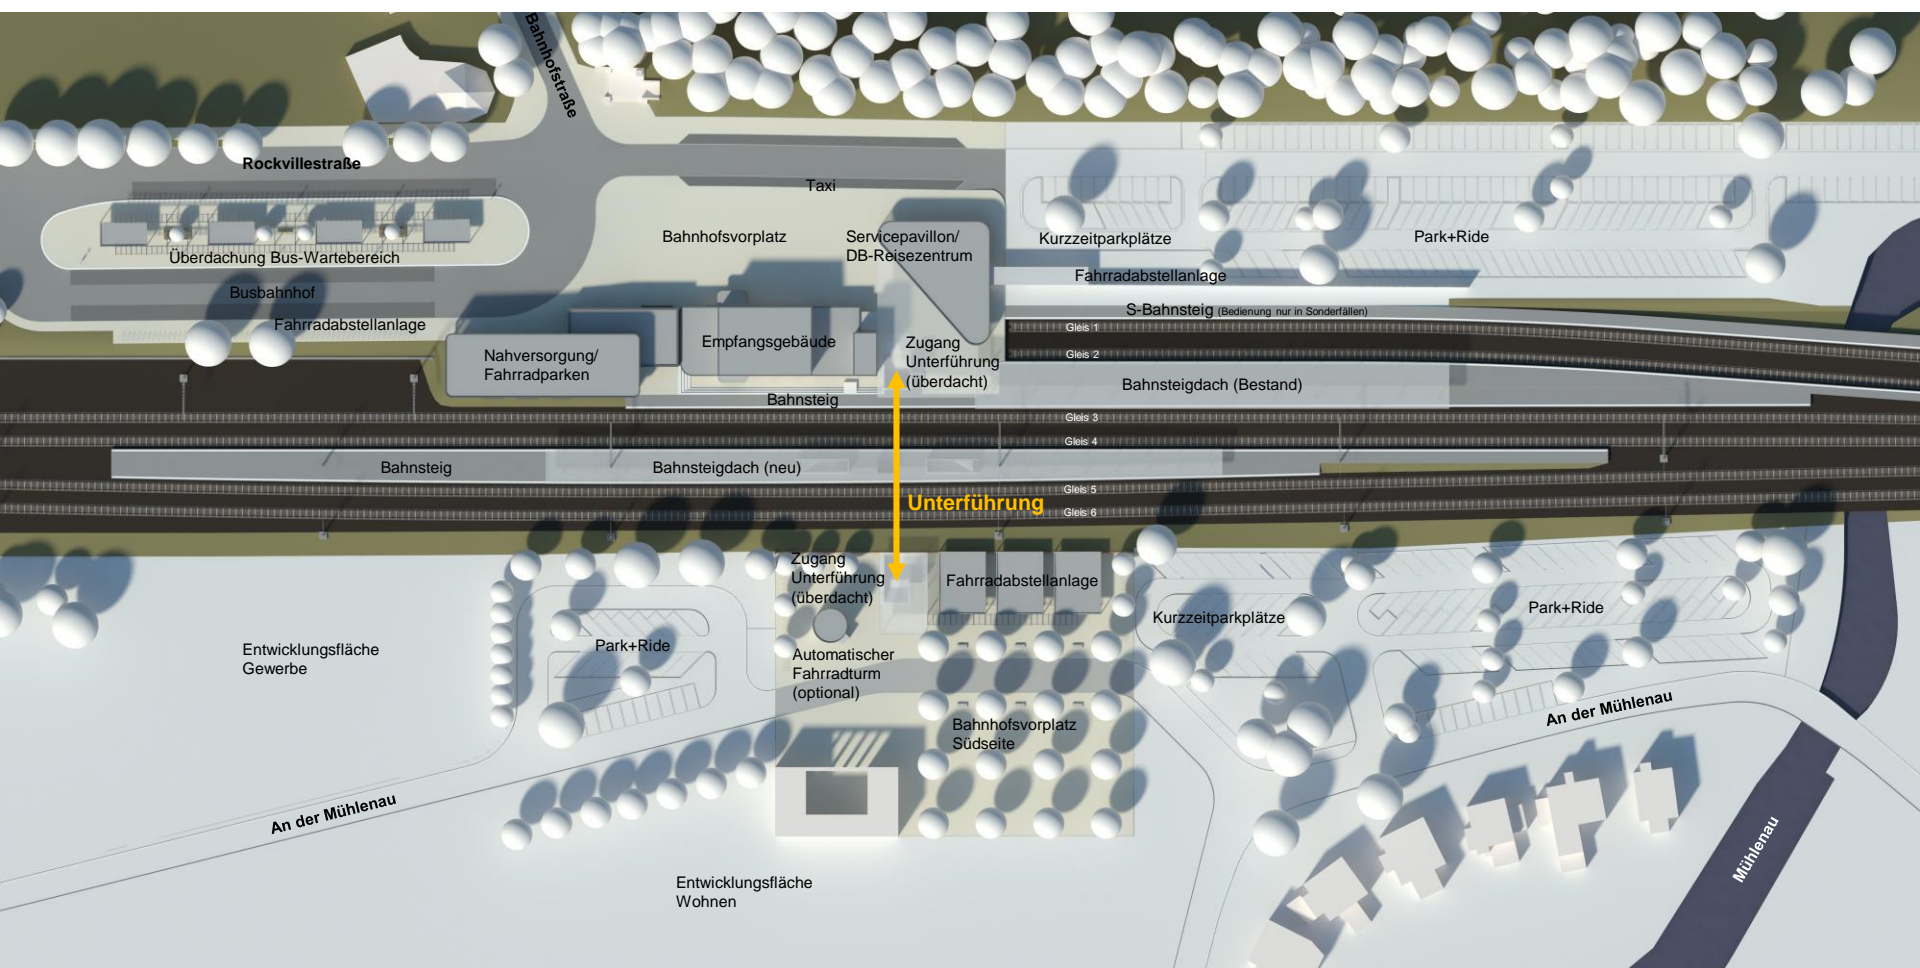 Bahnhofstraße
Rockvillestraße
Taxi
Bahnhofsvorplatz
Servicepavillon/
DB-Reisezentrum
Kurzzeitparkplätze
Park+Ride
Überdachung Bus-Wartebereich
Fahrradabstellanlage
Busbahnhof
S-Bahnsteig (Bedienung nur in Sonderfällen)
Fahrradabstellanlage
Gleis 1
Nahversorgung/
Fahrradparken
Empfangsgebäude
Zugang
Unterführung
(überdacht)
Gleis 2
Bahnsteigdach (Bestand)
Bahnsteig
Gleis 3
Gleis 4
Bahnsteig
Bahnsteigdach (neu)
Gleis 5
Unterführung
Gleis 6
Zugang
Unterführung
(überdacht)
Fahrradabstellanlage
Kurzzeitparkplätze
Park+Ride
Entwicklungsfläche
Gewerbe
Park+Ride
Automatischer
Fahrradturm
(optional)
Bahnhofsvorplatz
Südseite
An der Mühlenau
An der Mühlenau
Mühlenau
Entwicklungsfläche
Wohnen